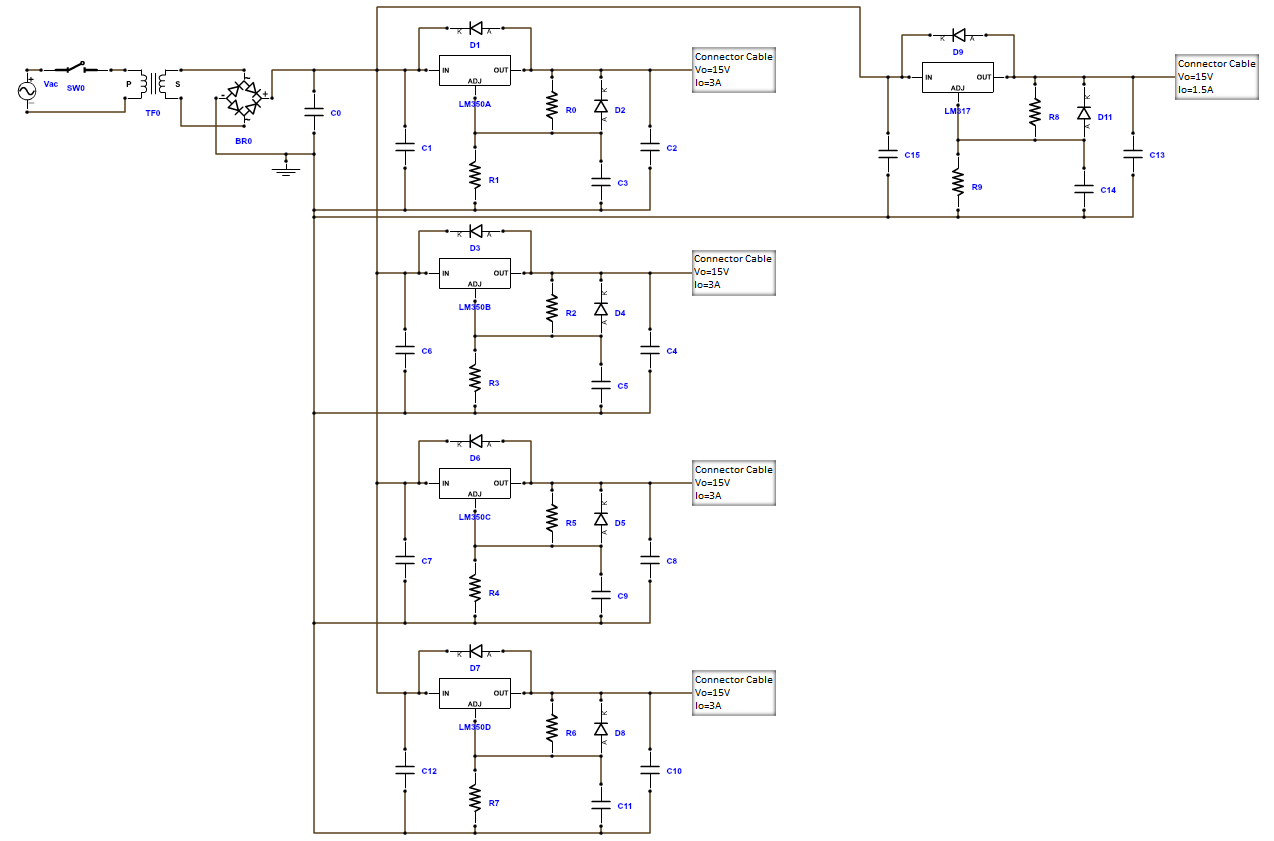 K A
D1
IN OUT
ADJ
LM350A
Connector Cable
Vo=15V
Io=3A
K A
D9
IN OUT
ADJ
LM317
Connector Cable
Vo=15V
Io=1.5A
+
Vac
SW0
P S
TF0
- +
BR0
C0
C1
R0
K
D2
A
C2
R1
C3
C15
R8
K
D11
A
C13
R9
C14
K A
D3
IN OUT
ADJ
LM350B
Connector Cable
Vo=15V
Io=3A
R2
K
D4
A
C6
C4
R3
C5
K A
D6
IN OUT
ADJ
LM350C
Connector Cable
Vo=15V
Io=3A
R5
K
D5
A
C7
C8
R4
C9
K A
D7
IN OUT
ADJ
LM350D
Connector Cable
Vo=15V
Io=3A
R6
K
D8
A
C12
C10
R7
C11